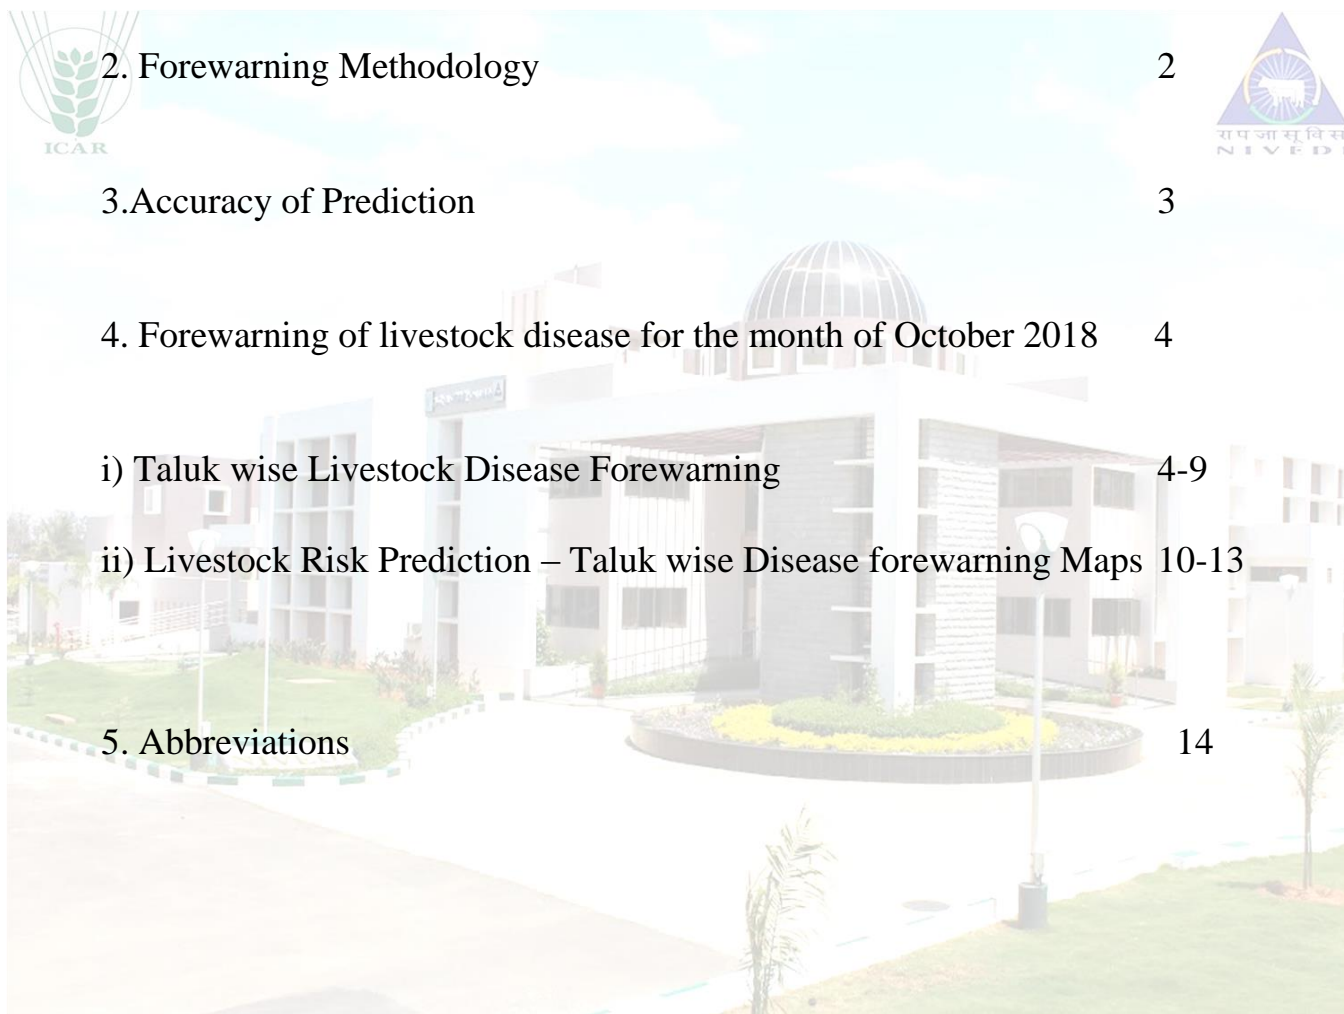 2. Forewarning Methodology 2
ICAR
रापजासूविसं
NIVEDI
3.Accuracy of Prediction 3
4. Forewarning of livestock disease for the month of October 2018 4
i) Taluk wise Livestock Disease Forewarning 4-9
ii) Livestock Risk Prediction – Taluk wise Disease forewarning Maps 10-13
5. Abbreviations 14